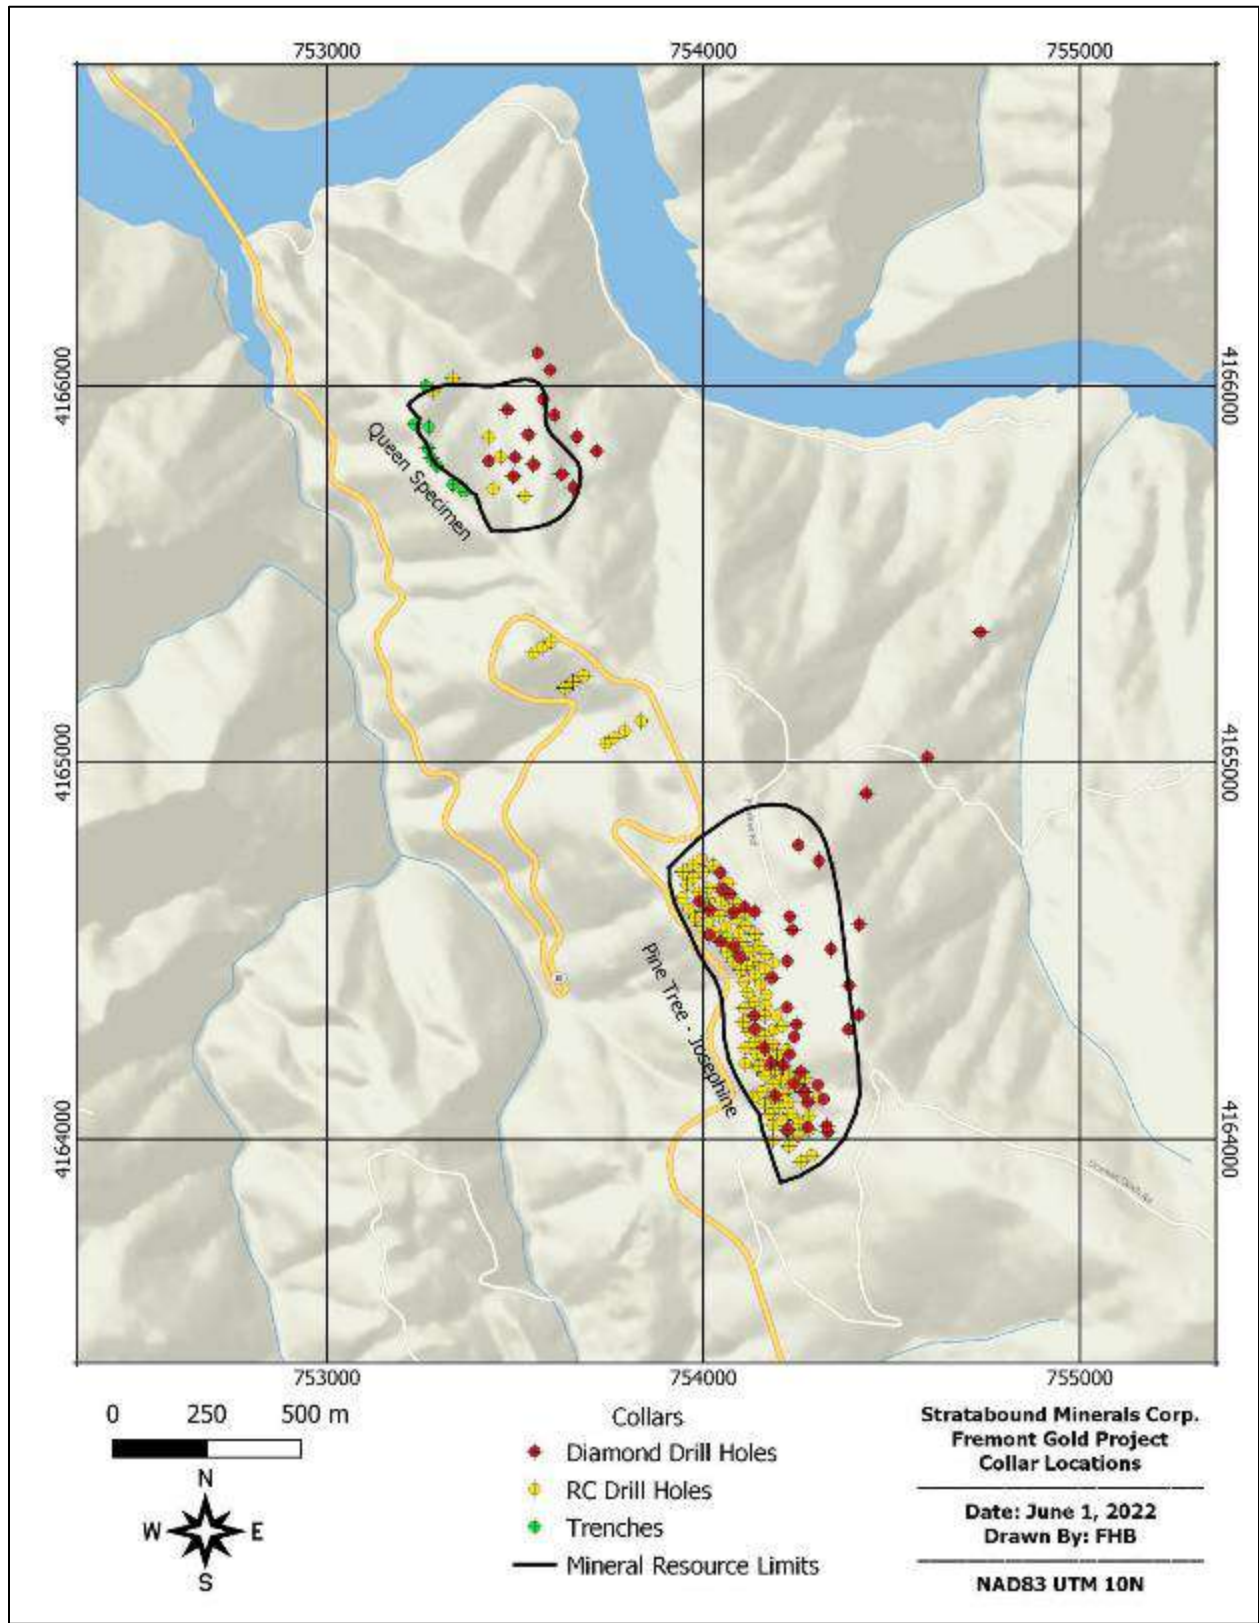 753000
754000
755000
4166000
4166000
Queen Specimen
4165000
4165000
Pine Tree - Josephine
4164000
4164000
753000
754000
755000
0 250 500 m
N
W E
S
Collars
Diamond Drill Holes
RC Drill Holes
Trenches
Mineral Resource Limits
Stratabound Minerals Corp.
Fremont Gold Project
Collar Locations
Date: June 1, 2022
Drawn By: FHB
NAD83 UTM 10N